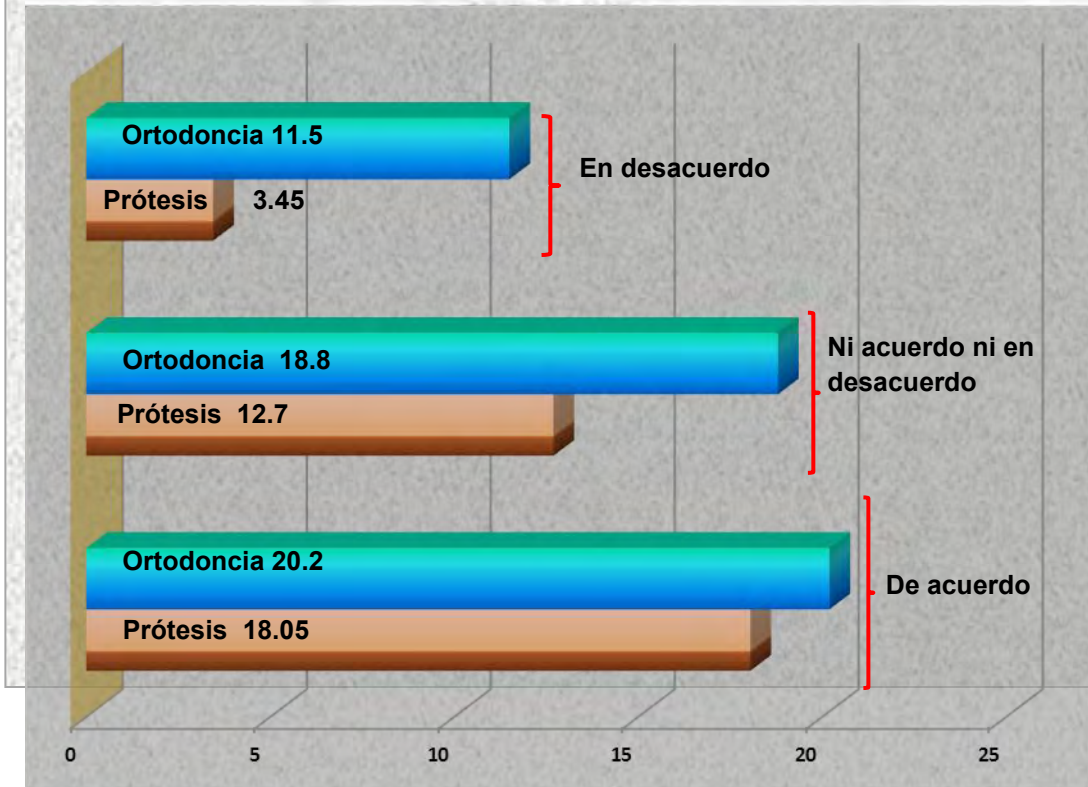 Ortodoncia 11.5
En desacuerdo
Prótesis 3.45
Ortodoncia 18.8
Ni acuerdo ni en
desacuerdo
Prótesis 12.7
Ortodoncia 20.2
De acuerdo
Prótesis 18.05
0 5 10 15 20 25